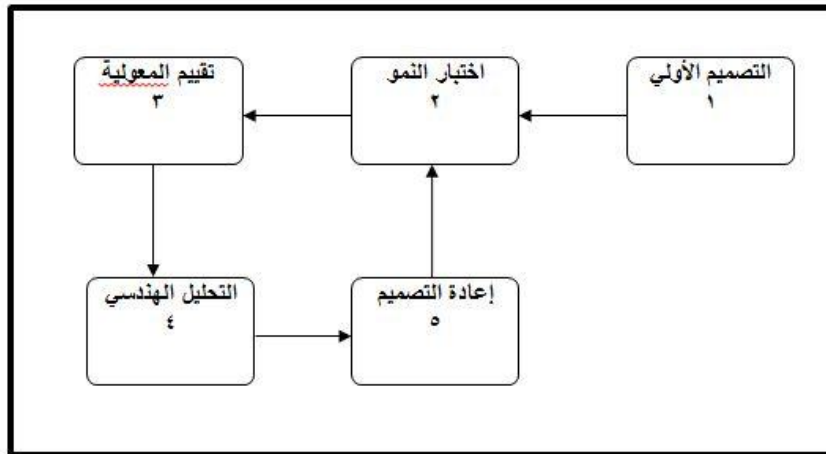 التصميم الأولي
١
اختبار النمو
٢
تقييم المعولية
٣
التحليل الهندسي
٤
إعادة التصميم
٥